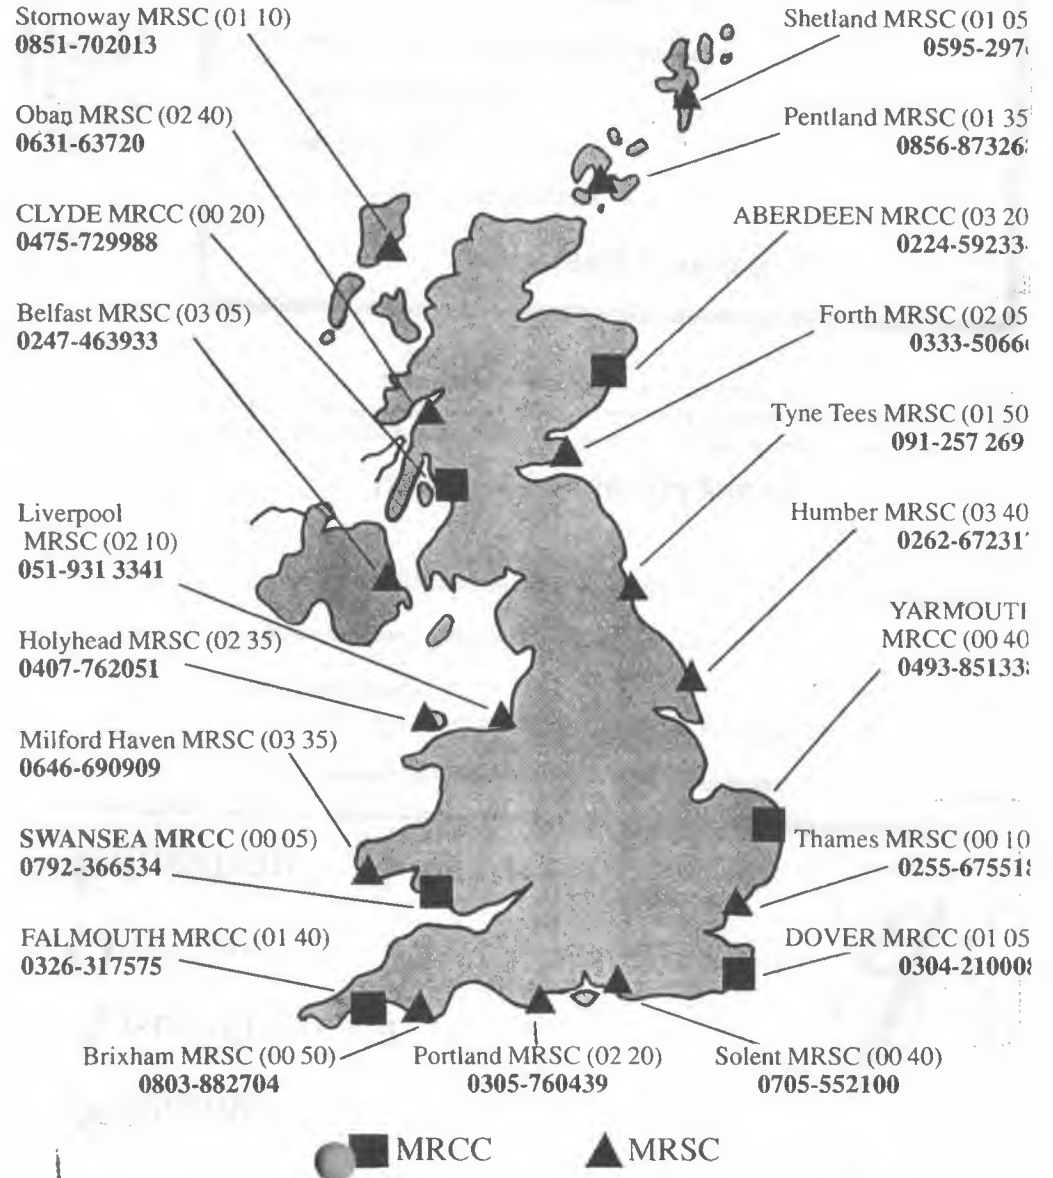 Stornoway MRSC (01 10)
0851-702013
Oban MRSC (02 40)
0631-63720
CLYDE MRCC (00 20)
0475-729988
Belfast MRSC (03 05)
0247-463933
Liverpool
MRSC (02 10)
051-931 3341
Holyhead MRSC (02 35)
0407-762051
Milford Haven MRSC (03 35)
0646-690909
SWANSEA MRCC (00 05)
0792-366534
FALMOUTH MRCC (01 40)
0326-317575
Shetland MRSC (01 05
Pentland MRSC (01 35
ABERDEEN MRCC (03 20
Forth MRSC (02 05
Tyne Tees MRSC (01 50
091-257 269
Humber MRSC (03 40
MRCC (00 40
Thames MRSC (00 10
DOVER MRCC (01 05
Brixham MRSC (00 50)
0803-882704
Portland MRSC (02 20)
0305-760439
Solent MRSC (00 40)
0705-552100
MRCC
MRSC